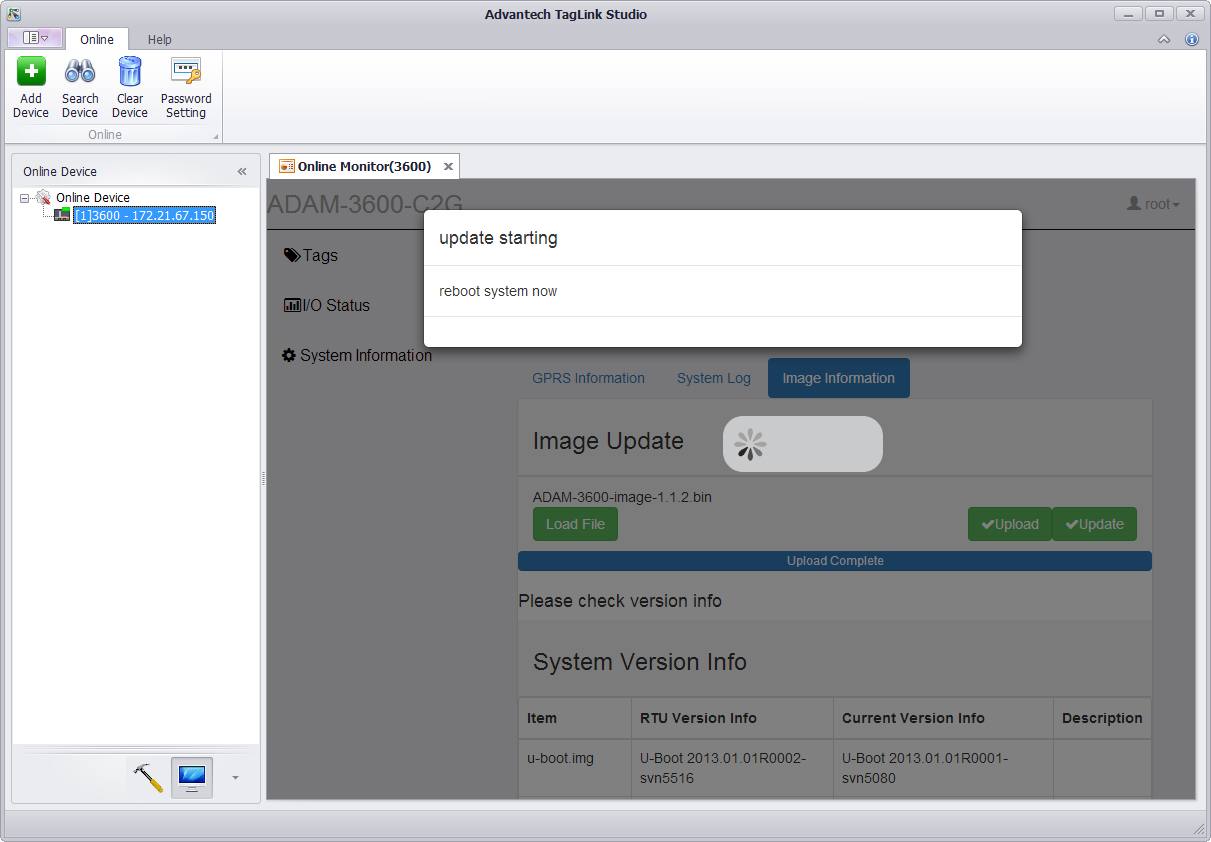 Advantech TagLink Studio
Online Help
Add Device
Search Device
Clear Device
Password Setting
Online
Online Device
Online Device
[1]3600 - 172.21.67.150
Online Monitor(3600)
ADAM-3600-C2G
root
update starting
reboot system now
Tags
I/O Status
System Information
GPRS Information System Log Image Information
Image Update
ADAM-3600-image-1.1.2.bin
Load File Upload Update
Upload Complete
Please check version info
System Version Info
Item RTU Version Info Current Version Info Description
u-boot.img U-Boot 2013.01.01R0002-svn5516 U-Boot 2013.01.01R0001-svn5080